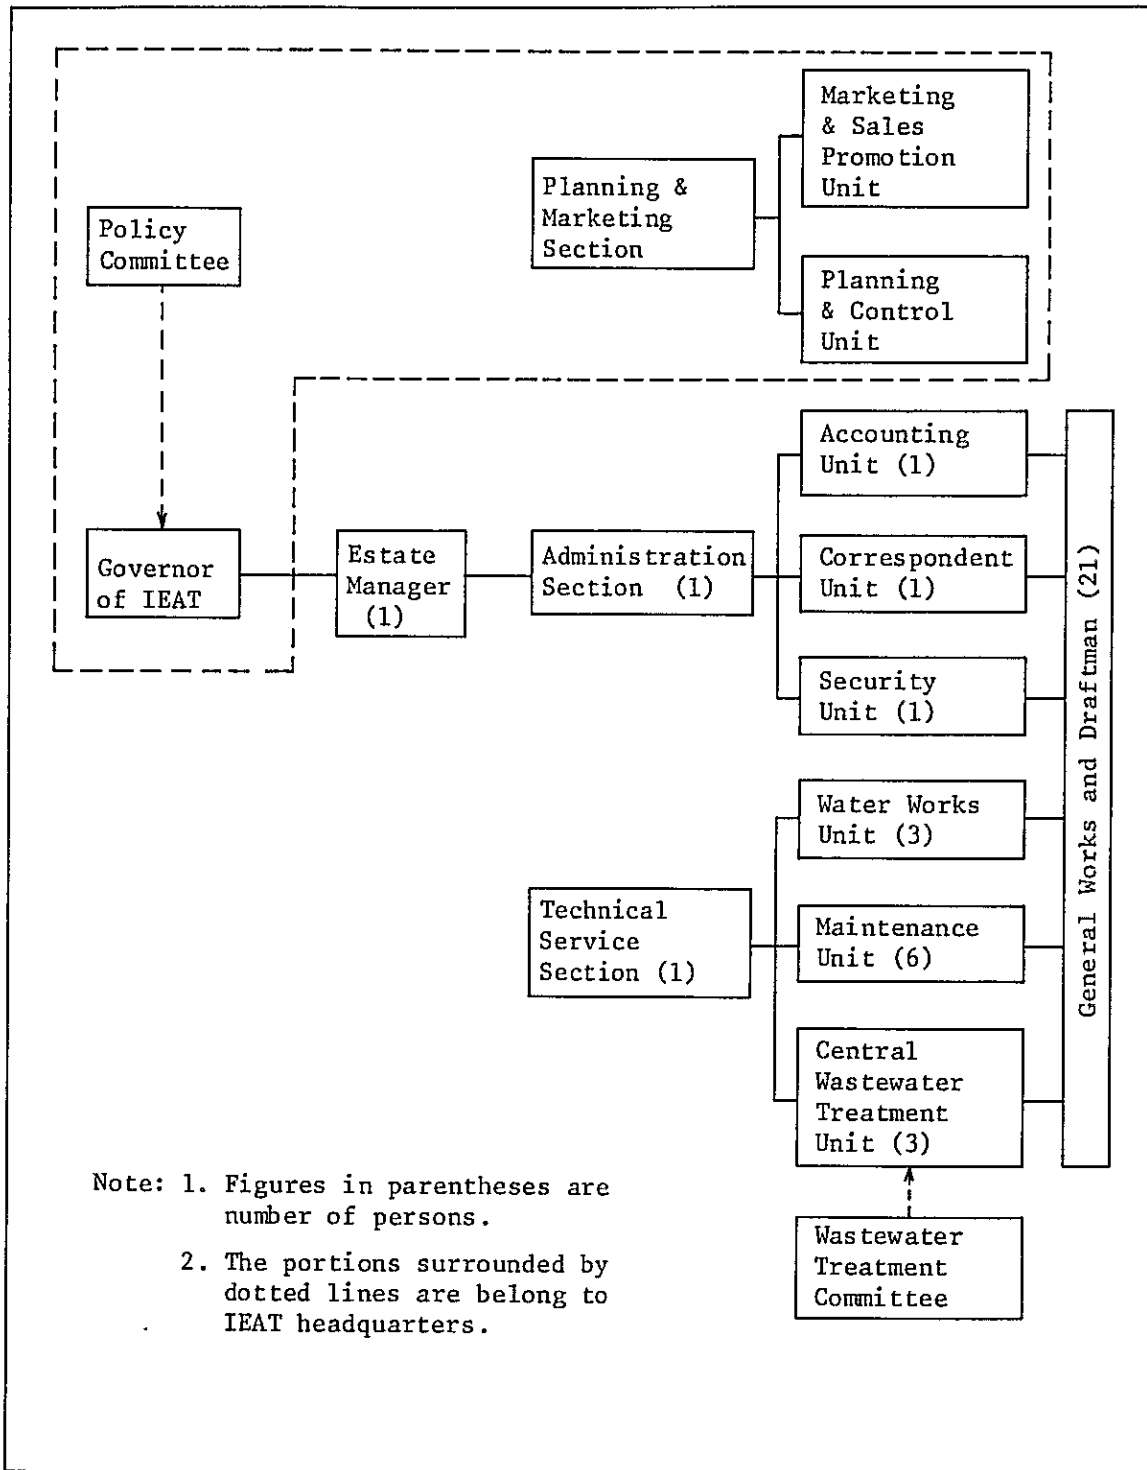 Marketing
& Sales
Promotion
Unit
Planning &
Marketing
Section
Policy
Committee
Planning
& Control
Unit
Accounting
Unit (1)
Governor
of IEAT
Estate
Manager
(1)
Administration
Section (1)
Correspondent
Unit (1)
Security
Unit (1)
General Works and Draftman (21)
Water Works
Unit (3)
Technical
Service
Section (1)
Maintenance
Unit (6)
Central
Wastewater
Treatment
Unit (3)
Note: 1. Figures in parentheses are
number of persons.
2. The portions surrounded by
dotted lines are belong to
IEAT headquarters.
Wastewater
Treatment
Committee